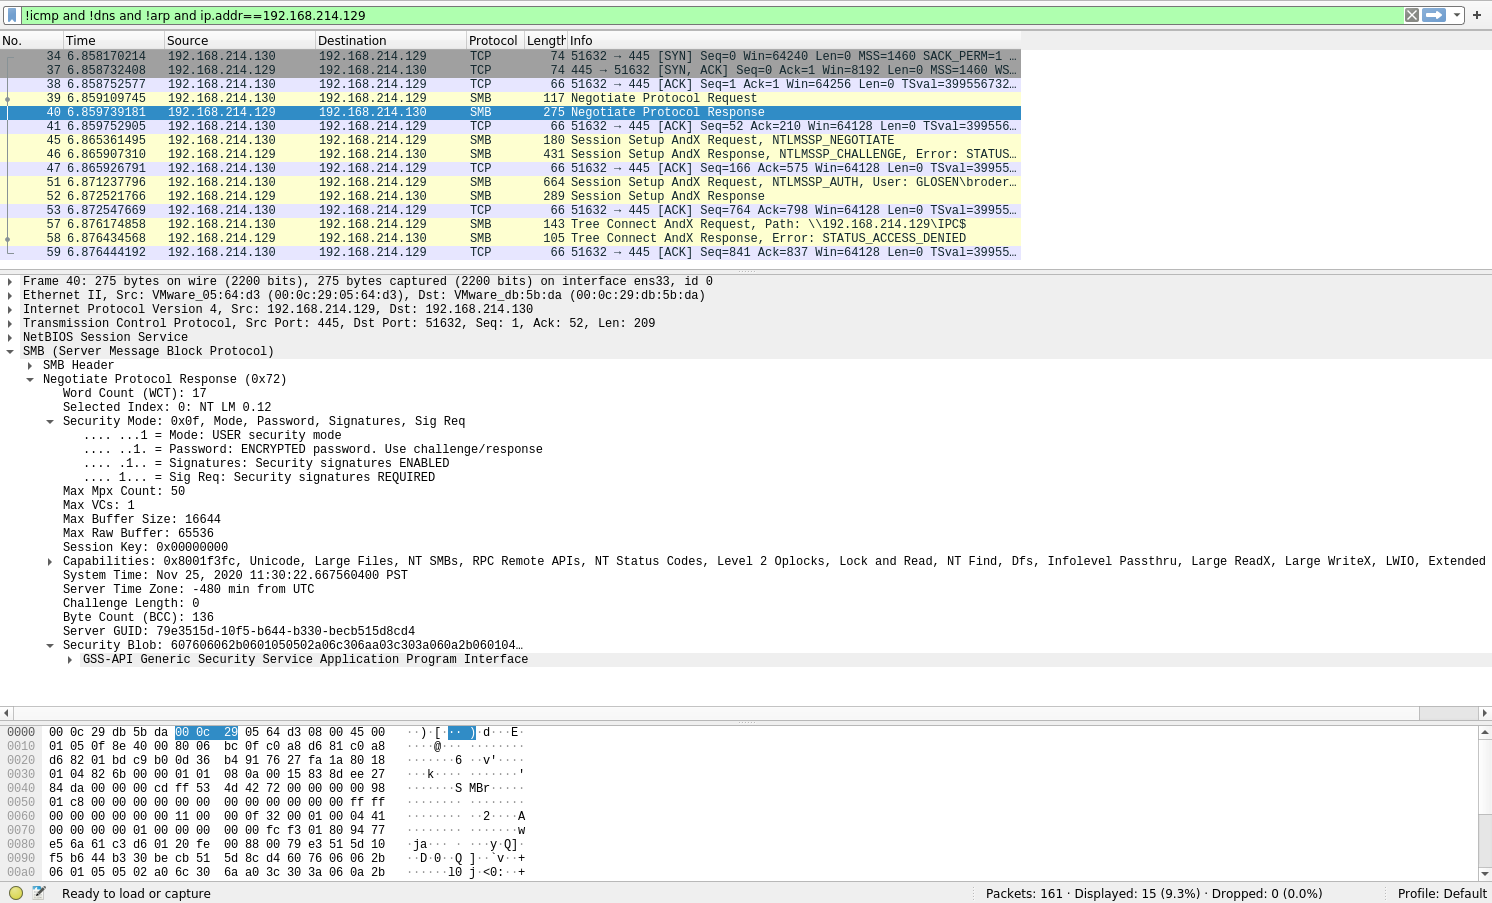 !icmp and !dns and !arp and ip.addr==192.168.214.129
No. Time Source Destination Protocol Length Info
34 6.858170214 192.168.214.130 192.168.214.129 TCP 74 51632 → 445 [SYN] Seq=0 Win=64240 Len=0 MSS=1460 SACK_PERM=1 …
37 6.858732408 192.168.214.129 192.168.214.130 TCP 74 445 → 51632 [SYN, ACK] Seq=0 Ack=1 Win=8192 Len=0 MSS=1460 WS…
38 6.858752577 192.168.214.130 192.168.214.129 TCP 66 51632 → 445 [ACK] Seq=1 Ack=1 Win=64256 Len=0 TSval=399556732…
39 6.859109745 192.168.214.130 192.168.214.129 SMB 117 Negotiate Protocol Request
40 6.859739181 192.168.214.129 192.168.214.130 SMB 275 Negotiate Protocol Response
41 6.859752905 192.168.214.130 192.168.214.129 TCP 66 51632 → 445 [ACK] Seq=52 Ack=210 Win=64128 Len=0 TSval=399556…
45 6.865361495 192.168.214.130 192.168.214.129 SMB 180 Session Setup AndX Request, NTLMSSP_NEGOTIATE
46 6.865907310 192.168.214.129 192.168.214.130 SMB 431 Session Setup AndX Response, NTLMSSP_CHALLENGE, Error: STATUS…
47 6.865926791 192.168.214.130 192.168.214.129 TCP 66 51632 → 445 [ACK] Seq=166 Ack=575 Win=64128 Len=0 TSval=39955…
51 6.871237796 192.168.214.130 192.168.214.129 SMB 664 Session Setup AndX Request, NTLMSSP_AUTH, User: GLOSEN\broder…
52 6.872521766 192.168.214.129 192.168.214.130 SMB 289 Session Setup AndX Response
53 6.872547669 192.168.214.130 192.168.214.129 TCP 66 51632 → 445 [ACK] Seq=764 Ack=798 Win=64128 Len=0 TSval=39955…
57 6.876174858 192.168.214.130 192.168.214.129 SMB 143 Tree Connect AndX Request, Path: \\192.168.214.129\IPC$
58 6.876434568 192.168.214.129 192.168.214.130 SMB 105 Tree Connect AndX Response, Error: STATUS_ACCESS_DENIED
59 6.876444192 192.168.214.130 192.168.214.129 TCP 66 51632 → 445 [ACK] Seq=841 Ack=837 Win=64128 Len=0 TSval=39955…
Frame 40: 275 bytes on wire (2200 bits), 275 bytes captured (2200 bits) on interface ens33, id 0
Ethernet II, Src: VMware_05:64:d3 (00:0c:29:05:64:d3), Dst: VMware_db:5b:da (00:0c:29:db:5b:da)
Internet Protocol Version 4, Src: 192.168.214.129, Dst: 192.168.214.130
Transmission Control Protocol, Src Port: 445, Dst Port: 51632, Seq: 1, Ack: 52, Len: 209
NetBIOS Session Service
SMB (Server Message Block Protocol)
SMB Header
Negotiate Protocol Response (0x72)
Word Count (WCT): 17
Selected Index: 0: NT LM 0.12
Security Mode: 0x0f, Mode, Password, Signatures, Sig Req
.... ...1 = Mode: USER security mode
.... ..1. = Password: ENCRYPTED password. Use challenge/response
.... .1.. = Signatures: Security signatures ENABLED
.... 1... = Sig Req: Security signatures REQUIRED
Max Mpx Count: 50
Max VCs: 1
Max Buffer Size: 16644
Max Raw Buffer: 65536
Session Key: 0x00000000
Capabilities: 0x8001f3fc, Unicode, Large Files, NT SMBs, RPC Remote APIs, NT Status Codes, Level 2 Oplocks, Lock and Read, NT Find, Dfs, Infolevel Passthru, Large ReadX, Large WriteX, LWIO, Extended
System Time: Nov 25, 2020 11:30:22.667560400 PST
Server Time Zone: -480 min from UTC
Challenge Length: 0
Byte Count (BCC): 136
Server GUID: 79e3515d-10f5-b644-b330-becb515d8cd4
Security Blob: 607606062b0601050502a06c306aa03c303a060a2b060104…
GSS-API Generic Security Service Application Program Interface
0000 00 0c 29 db 5b da 00 0c 29 05 64 d3 08 00 45 00 ··)·[··· )·d···E·
0010 01 05 0f 8e 40 00 80 06 bc 0f c0 a8 d6 81 c0 a8 ····@··· ········
0020 d6 82 01 bd c9 b0 0d 36 b4 91 76 27 fa 1a 80 18 ·······6 ··v'····
0030 01 04 82 6b 00 00 01 01 08 0a 00 15 83 8d ee 27 ···k···· ·······'
0040 84 da 00 00 00 cd ff 53 4d 42 72 00 00 00 00 98 ·······S MBr·····
0050 01 c8 00 00 00 00 00 00 00 00 00 00 00 00 ff ff ········ ········
0060 00 00 00 00 00 00 11 00 00 0f 32 00 01 00 04 41 ········ ··2····A
0070 00 00 00 00 01 00 00 00 00 00 fc f3 01 80 94 77 ········ ·······w
0080 e5 6a 61 c3 d6 01 20 fe 00 88 00 79 e3 51 5d 10 ·ja··· · ···y·Q]·
0090 f5 b6 44 b3 30 be cb 51 5d 8c d4 60 76 06 06 2b ··D·0··Q ]··`v··+
00a0 06 01 05 05 02 a0 6c 30 6a a0 3c 30 3a 06 0a 2b ······l0 j·<0:··+
Ready to load or capture Packets: 161 · Displayed: 15 (9.3%) · Dropped: 0 (0.0%) Profile: Default